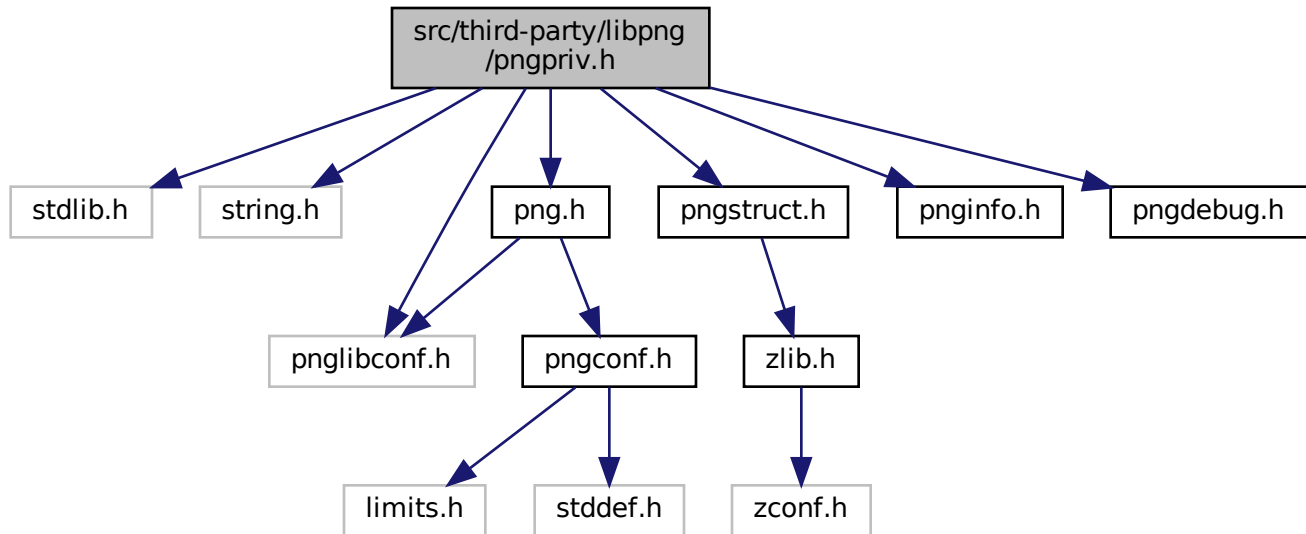 src/third-party/libpng
/pngpriv.h
stdlib.h
string.h
png.h
pngstruct.h
pnginfo.h
pngdebug.h
pnglibconf.h
pngconf.h
zlib.h
limits.h
stddef.h
zconf.h